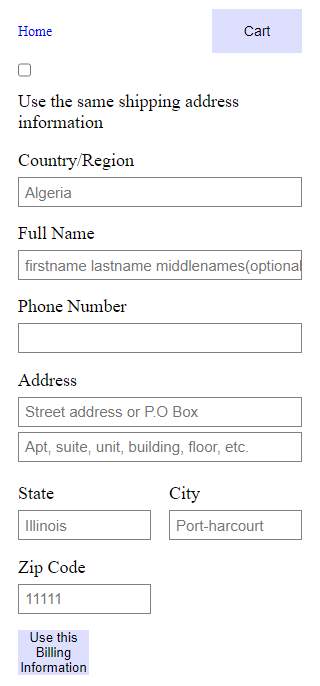 Home
Cart
Use the same shipping address
information
Country/Region
Algeria
Full Name
firstname lastname middlenames(optional
Phone Number
Address
Street address or P.O Box
Apt, suite, unit, building, floor, etc.
State
City
Illinois
Port-harcourt
Zip Code
11111
Use this
Billing
Information